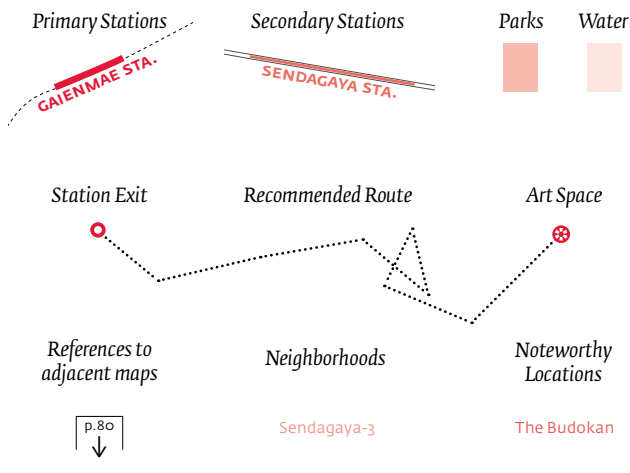 Primary Stations
Secondary Stations
Parks
Water
GAIENMAE STA.
SENDAGAYA STA.
Station Exit
Recommended Route
Art Space
References to
adjacent maps
Neighborhoods
Noteworthy
Locations
p.80
Sendagaya-3
The Budokan